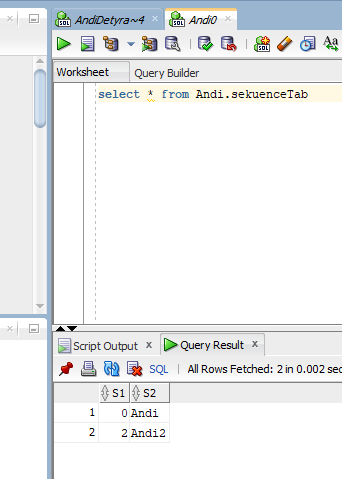 AndiDetyra~4 Andi0
Worksheet Query Builder
select * from Andi.sekuenceTab
Script Output Query Result
SQL All Rows Fetched: 2 in 0.002 sec
S1 S2
1 0 Andi
2 2 Andi2